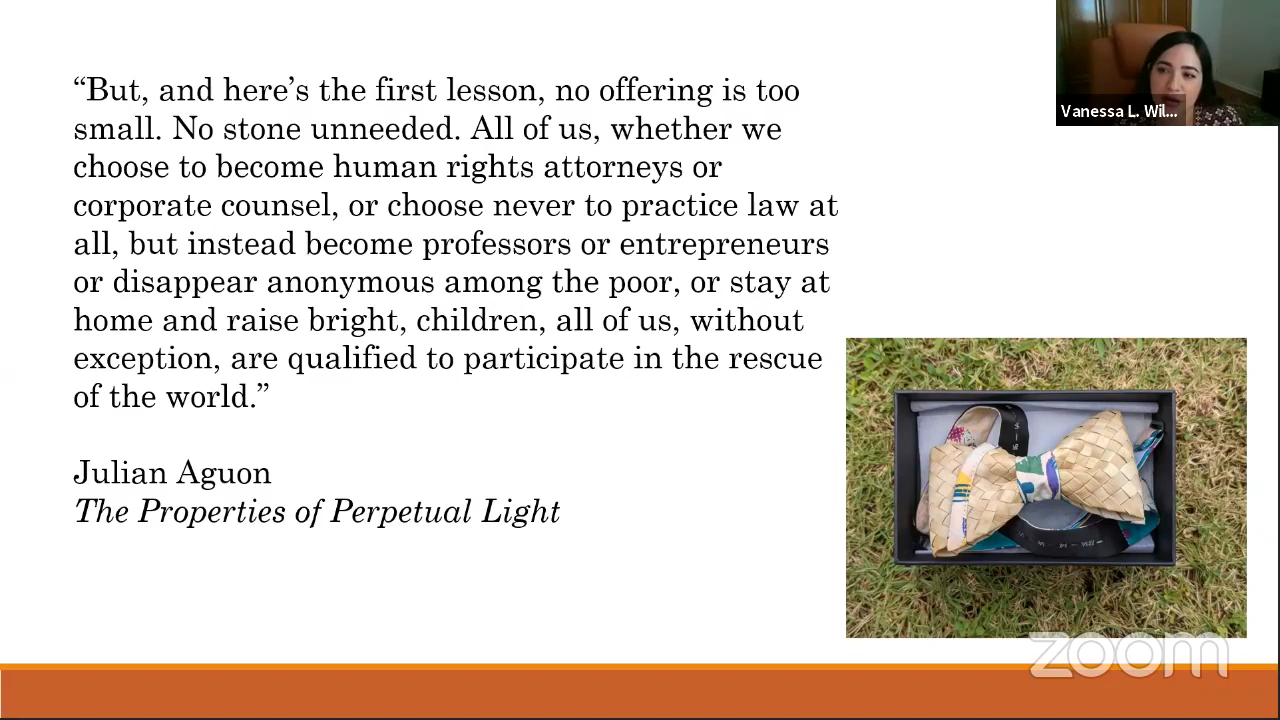 “But, and here’s the first lesson, no offering is too
small. No stone unneeded. All of us, whether we
choose to become human rights attorneys or
corporate counsel, or choose never to practice law at
all, but instead become professors or entrepreneurs
or disappear anonymous among the poor, or stay at
home and raise bright, children, all of us, without
exception, are qualified to participate in the rescue
of the world.”
Julian Aguon
The Properties of Perpetual Light
Vanessa L. Wil...
zoom